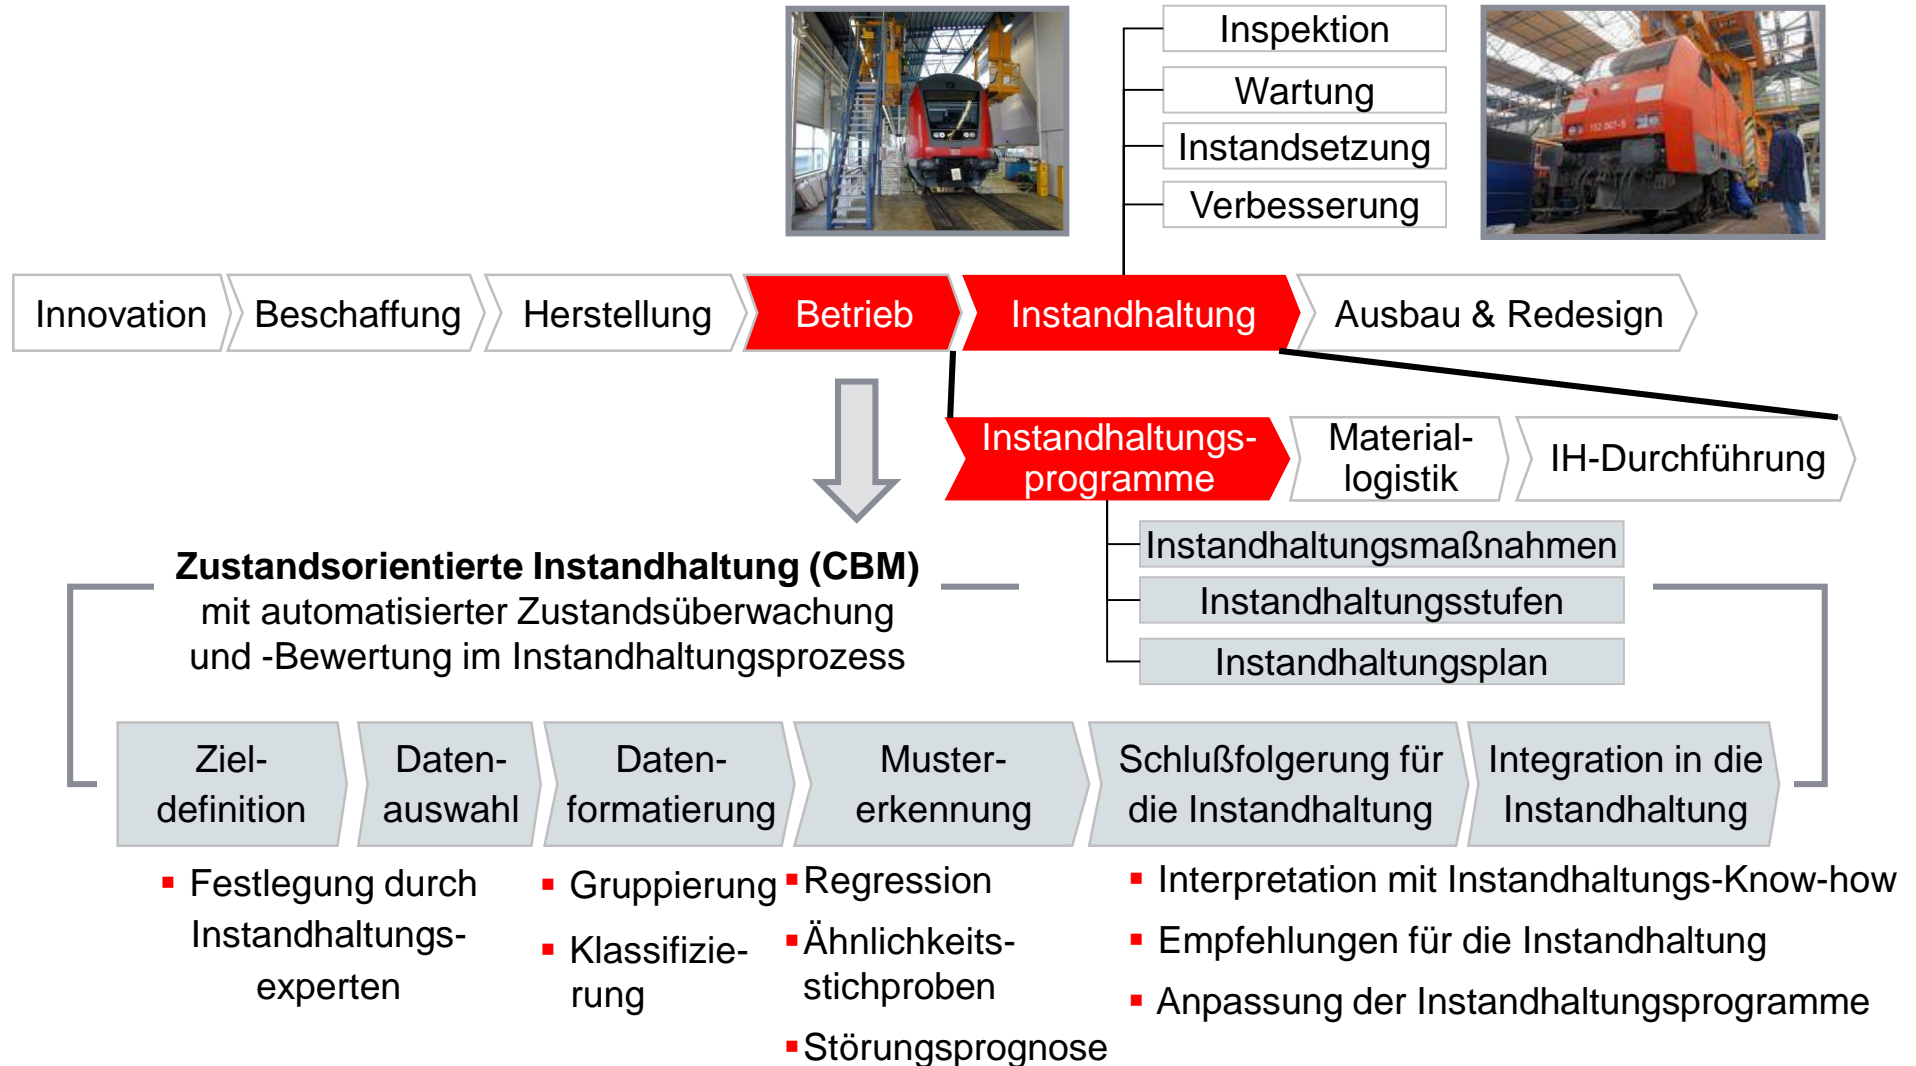 Inspektion
Wartung
Instandsetzung
Verbesserung
152 067-5
Innovation
Beschaffung
Herstellung
Betrieb
Instandhaltung
Ausbau & Redesign
Instandhaltungs-
programme
Material-
logistik
IH-Durchführung
Instandhaltungsmaßnahmen
Instandhaltungsstufen
Instandhaltungsplan
Zustandsorientierte Instandhaltung (CBM)
mit automatisierter Zustandsüberwachung
und -Bewertung im Instandhaltungsprozess
Ziel-
definition
Daten-
auswahl
Daten-
formatierung
Muster-
erkennung
Schlußfolgerung für
die Instandhaltung
Integration in die
Instandhaltung
Festlegung durch
Instandhaltungs-
experten
Gruppierung
Klassifizie-
rung
Regression
Ähnlichkeits-
stichproben
Störungsprognose
Interpretation mit Instandhaltungs-Know-how
Empfehlungen für die Instandhaltung
Anpassung der Instandhaltungsprogramme